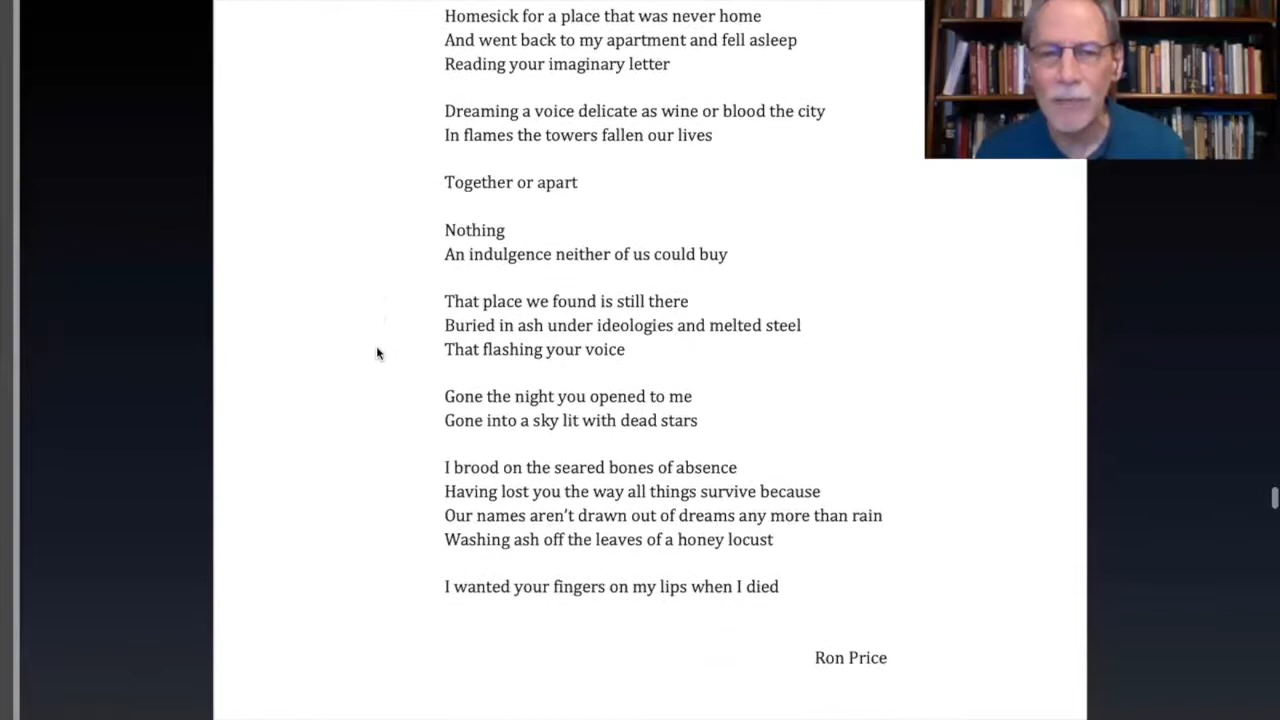 Homesick for a place that was never home
And went back to my apartment and fell asleep
Reading your imaginary letter
Dreaming a voice delicate as wine or blood the city
In flames the towers fallen our lives
Together or apart
Nothing
An indulgence neither of us could buy
That place we found is still there
Buried in ash under ideologies and melted steel
That flashing your voice
Gone the night you opened to me
Gone into a sky lit with dead stars
I brood on the seared bones of absence
Having lost you the way all things survive because
Our names aren’t drawn out of dreams any more than rain
Washing ash off the leaves of a honey locust
I wanted your fingers on my lips when I died
Ron Price